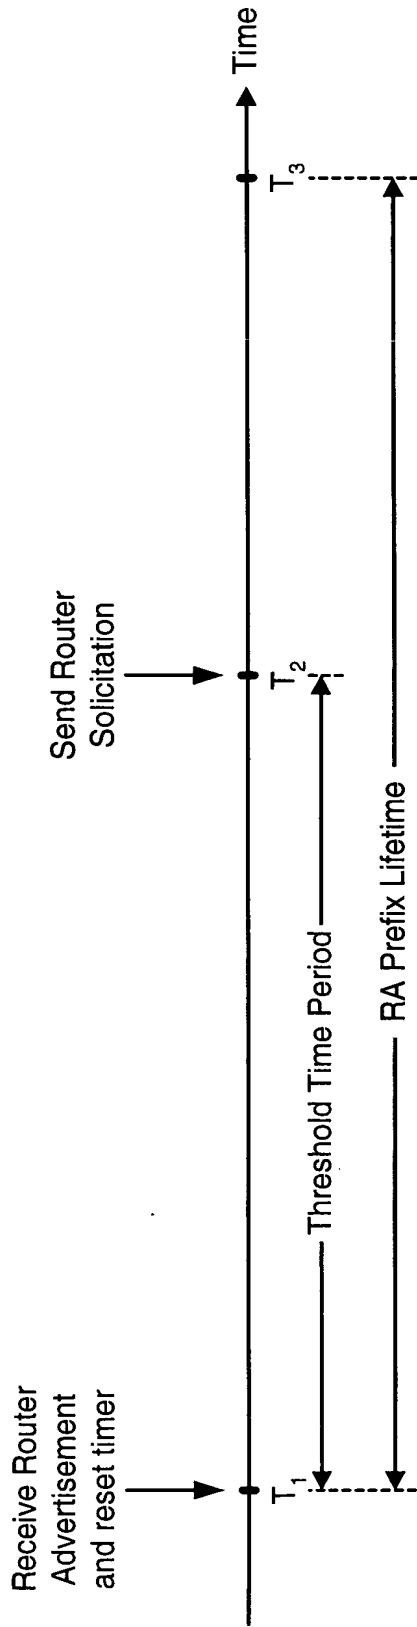 Receive Router
Advertisement
and reset timer
Send Router
Solicitation
T1
T2
T3
Time
Threshold Time Period
RA Prefix Lifetime